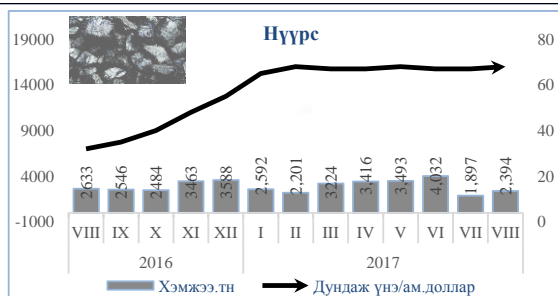 Нүүрс
19000 80
14000 60
9000 40
4000 20
-1000 0
2633 2546 2484 3463 3588 2,592 2,201 3224 3,416 3,493 4,032 1,897 2,394
VIII IX X XI XII I II III IV V VI VII VIII
2016 2017
Хэмжээ.тн Дундаж үнэ/ам.доллар